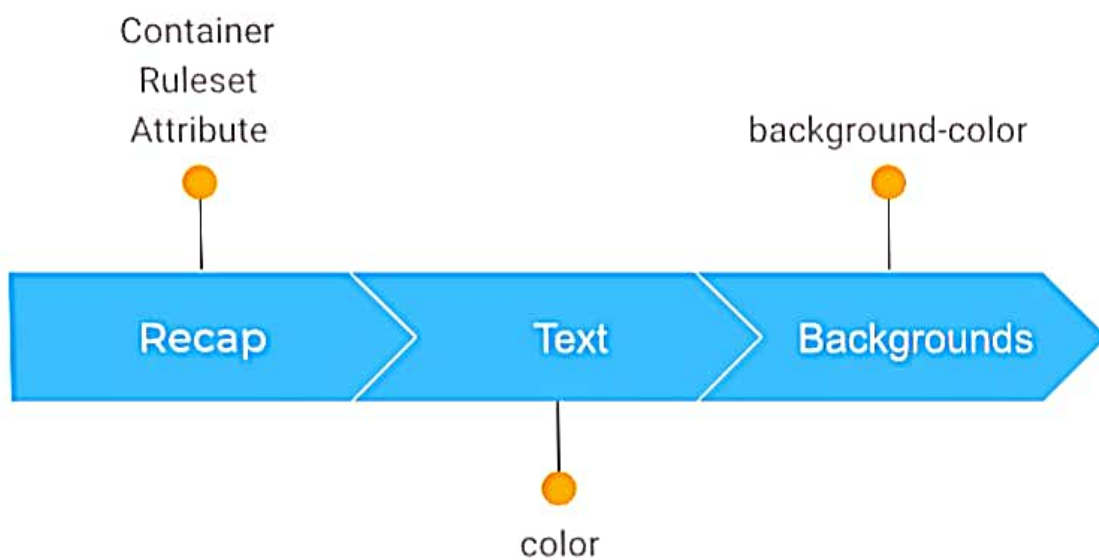 Container
Ruleset
Attribute
background-color
Recap
Text
Backgrounds
color